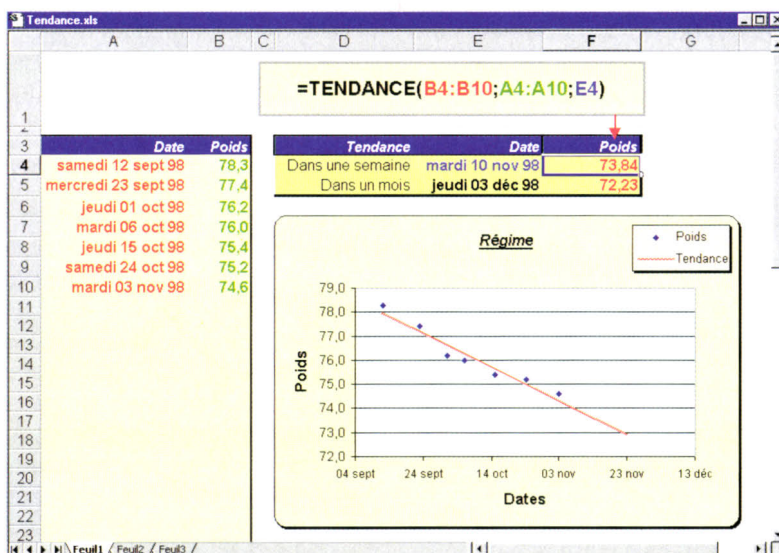 Tendance.xls
A B C D E F G
=TENDANCE(B4:B10;A4:A10;E4)
1
2
3 Date Poids Tendance Date Poids
4 samedi 12 sept 98 78,3 Dans une semaine mardi 10 nov 98 73,84
5 mercredi 23 sept 98 77,4 Dans un mois jeudi 03 déc 98 72,23
6 jeudi 01 oct 98 76,2
7 mardi 06 oct 98 76,0
8 jeudi 15 oct 98 75,4
9 samedi 24 oct 98 75,2
10 mardi 03 nov 98 74,6
11
12
13
14
15
16
17
18
19
20
21
22
23
Régime
Poids
Tendance
79,0
78,0
77,0
76,0
75,0
74,0
73,0
72,0
Poids
04 sept 24 sept 14 oct 03 nov 23 nov 13 déc
Dates
Feuil1 Feuil2 Feuil3